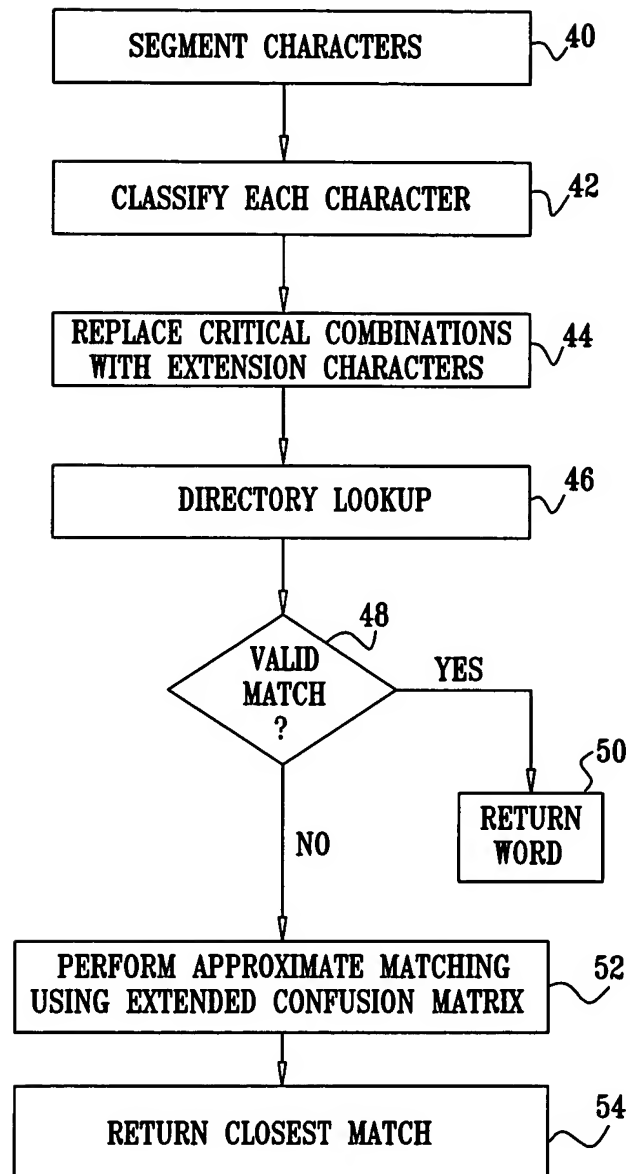 SEGMENT CHARACTERS
40
CLASSIFY EACH CHARACTER
42
REPLACE CRITICAL COMBINATIONS
WITH EXTENSION CHARACTERS
44
DIRECTORY LOOKUP
46
48
VALID
MATCH
?
YES
50
RETURN
WORD
NO
PERFORM APPROXIMATE MATCHING
USING EXTENDED CONFUSION MATRIX
52
RETURN CLOSEST MATCH
54